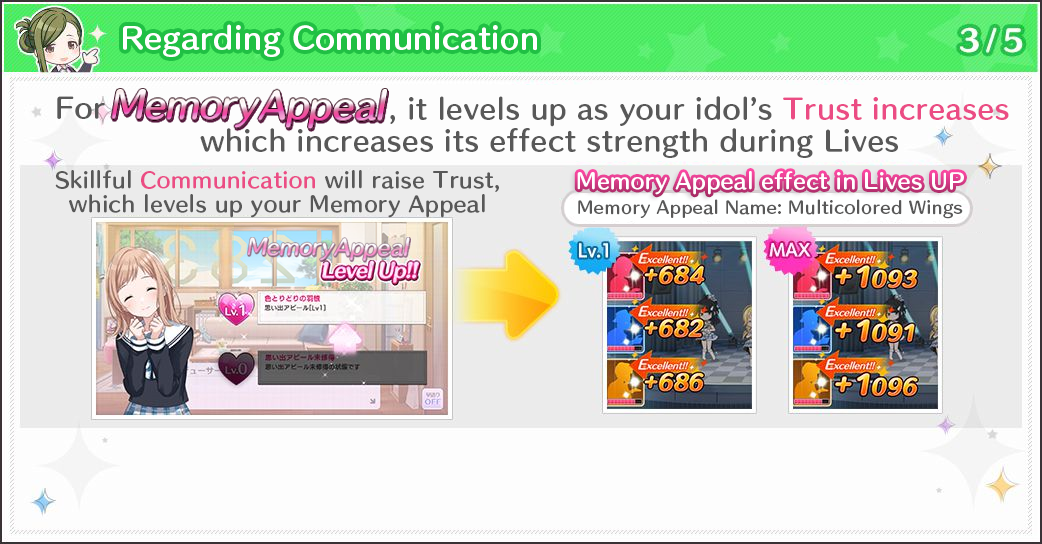 Regarding Communication
3/5
For MemoryAppeal, it levels up as your idol's Trust increases
which increases its effect strength during Lives
Skillful Communication will raise Trust,
which levels up your Memory Appeal
MemoryAppeal
Level Up!!
Lv.1
色とりどりの羽根
思い出アピール[Lv1]
Lv.0
思い出アピール未修得
思い出アピール未修得の状態です
OFF
Memory Appeal effect in Lives UP
Memory Appeal Name: Multicolored Wings
Lv.1
Excellent!!
+684
Excellent!!
+682
Excellent!!
+686
MAX
Excellent!!
+1093
Excellent!!
+1091
Excellent!!
+1096